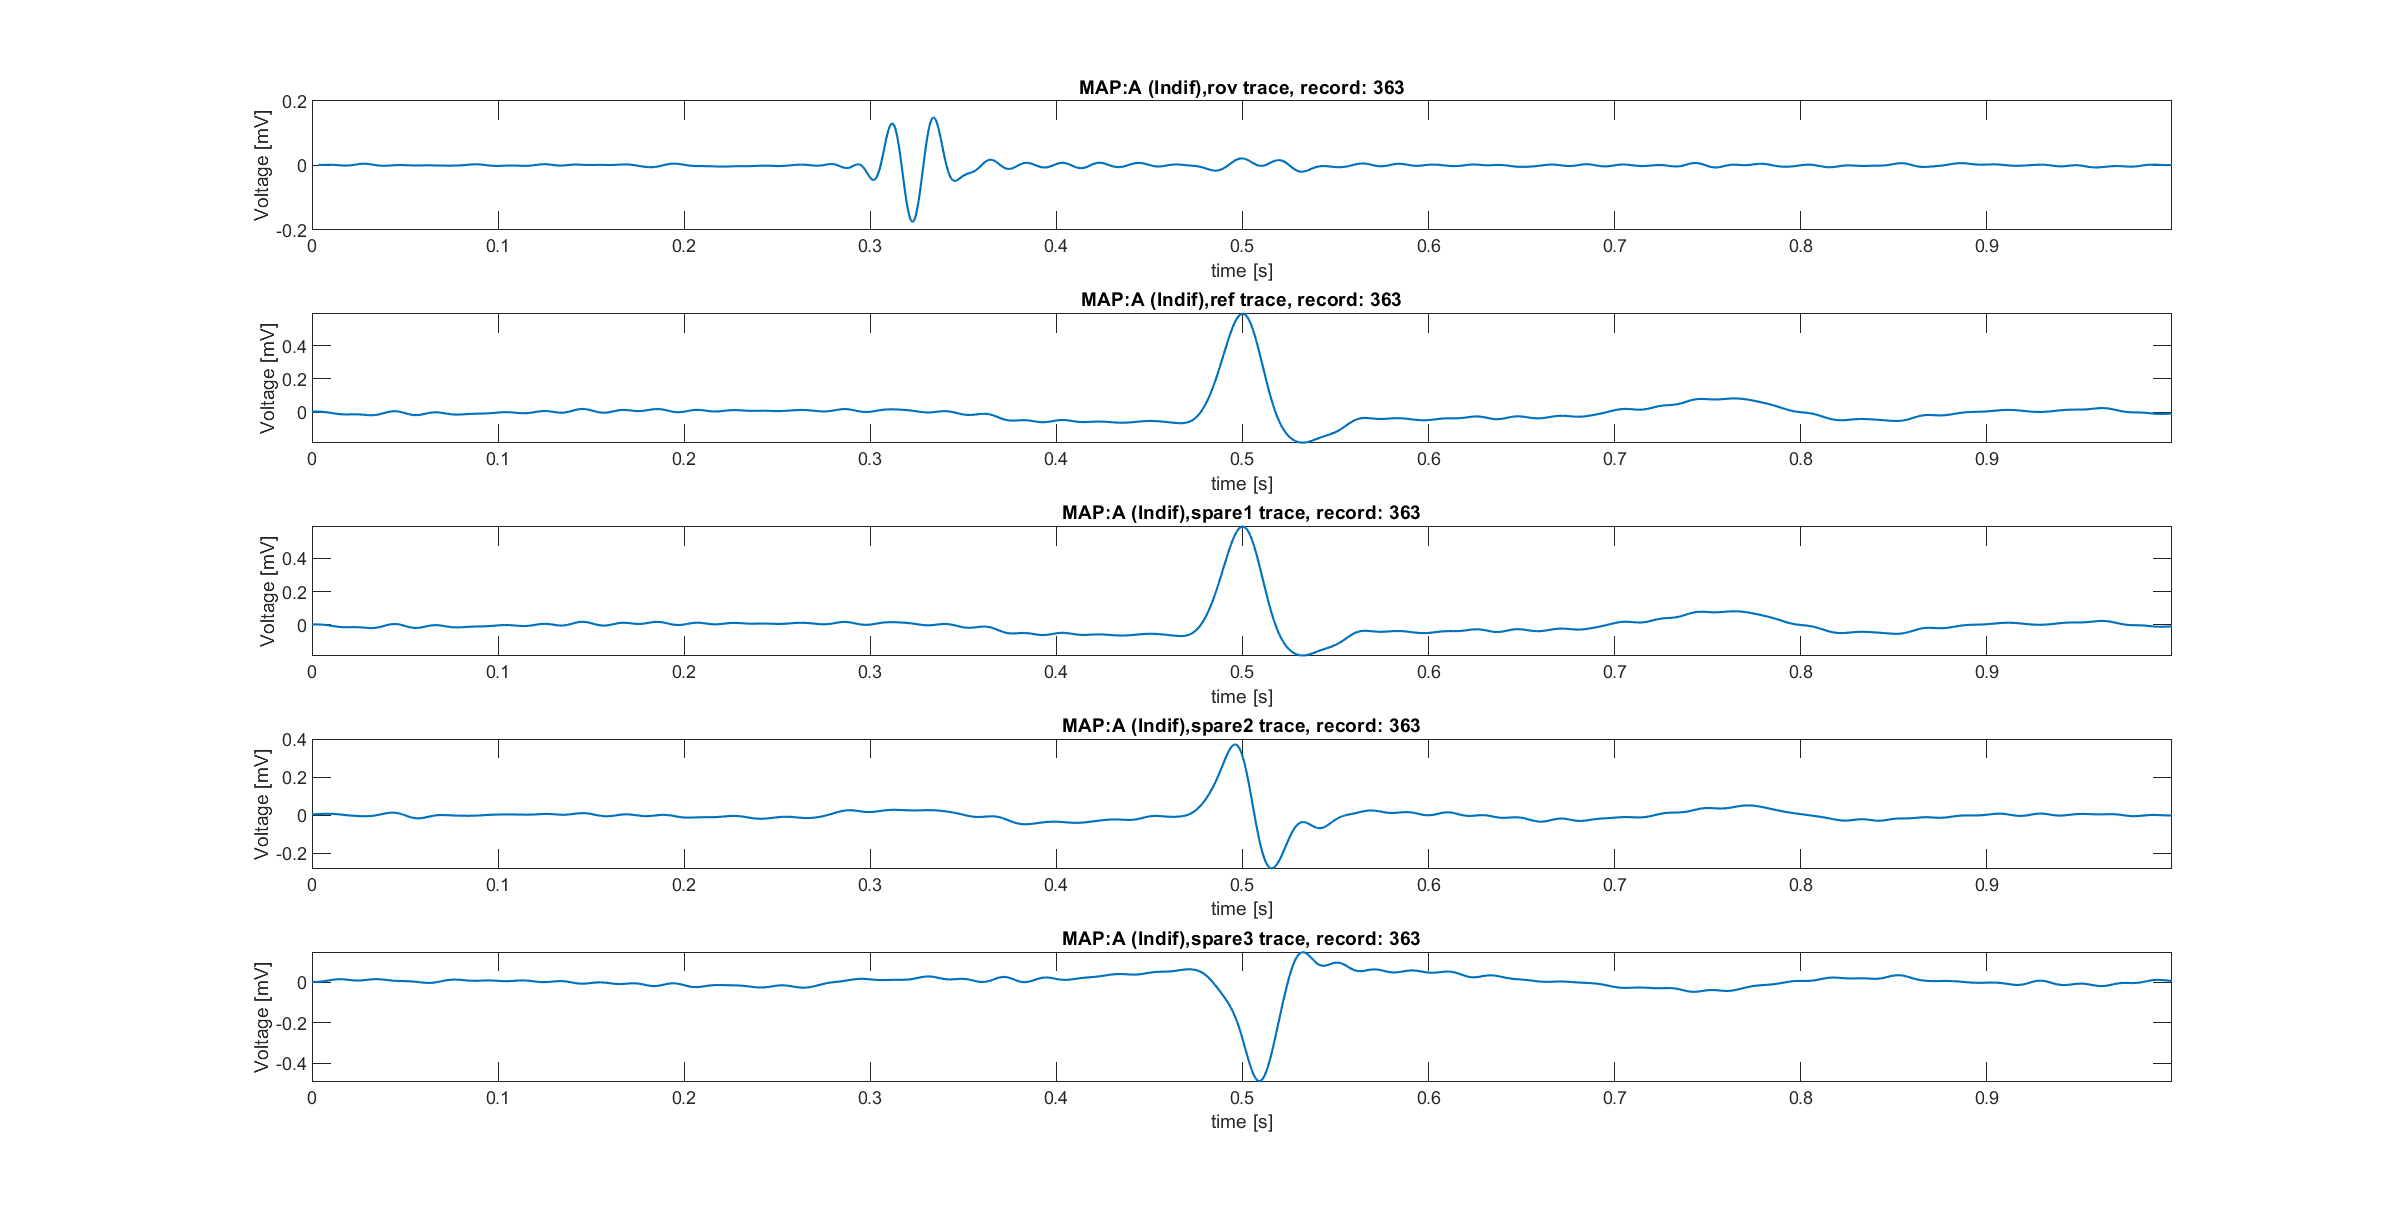 MAP:A (Indif),rov trace, record: 363
Voltage [mV]
0.2
0
-0.2
0 0.1 0.2 0.3 0.4 0.5 0.6 0.7 0.8 0.9
time [s]
MAP:A (Indif),ref trace, record: 363
Voltage [mV]
0.4
0.2
0
0 0.1 0.2 0.3 0.4 0.5 0.6 0.7 0.8 0.9
time [s]
MAP:A (Indif),spare1 trace, record: 363
Voltage [mV]
0.4
0.2
0
0 0.1 0.2 0.3 0.4 0.5 0.6 0.7 0.8 0.9
time [s]
MAP:A (Indif),spare2 trace, record: 363
Voltage [mV]
0.4
0.2
0
-0.2
0 0.1 0.2 0.3 0.4 0.5 0.6 0.7 0.8 0.9
time [s]
MAP:A (Indif),spare3 trace, record: 363
Voltage [mV]
0
-0.2
-0.4
0 0.1 0.2 0.3 0.4 0.5 0.6 0.7 0.8 0.9
time [s]